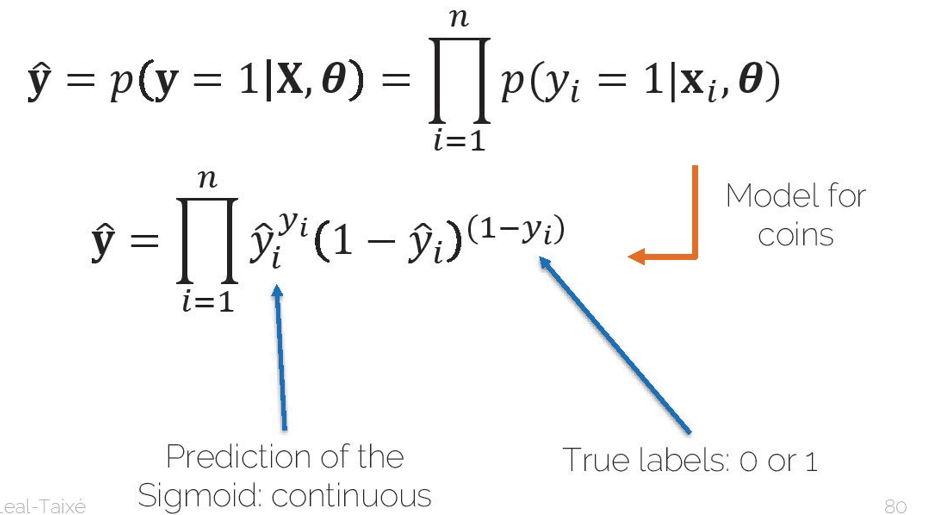 ŷ = p(y = 1|X, θ) = ∏_{i=1}^{n} p(y_i = 1|x_i, θ)
ŷ = ∏_{i=1}^{n} ŷ_i^{y_i}(1 − ŷ_i)^{(1−y_i)}
Model for
coins
Prediction of the
Sigmoid: continuous
True labels: 0 or 1
Leal-Taixé
80